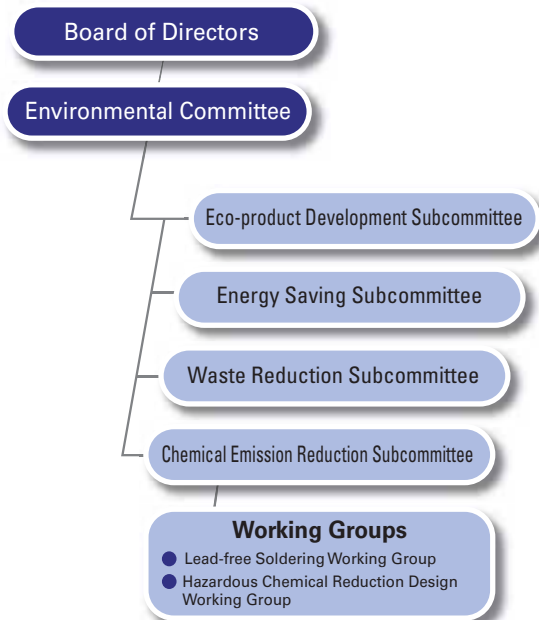 Board of Directors
Environmental Committee
Eco-product Development Subcommittee
Energy Saving Subcommittee
Waste Reduction Subcommittee
Chemical Emission Reduction Subcommittee
Working Groups
Lead-free Soldering Working Group
Hazardous Chemical Reduction Design
Working Group